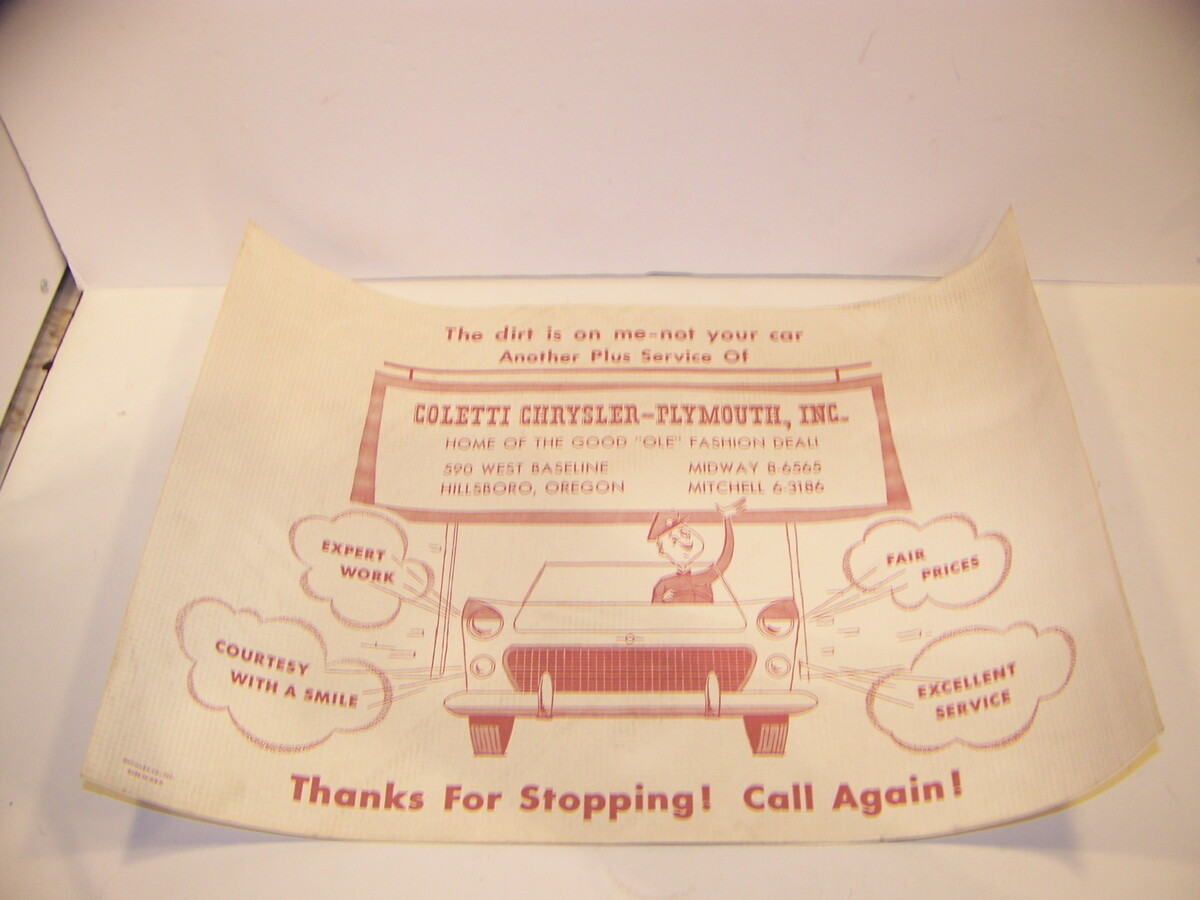 The dirt is on me-not your car
Another Plus Service Of
COLETTI CHRYSLER-PLYMOUTH, INC.
HOME OF THE GOOD "OLE" FASHION DEAL!
590 WEST BASELINE
HILLSBORO, OREGON
MIDWAY 8-6565
MITCHELL 6-3186
EXPERT
WORK
FAIR
PRICES
COURTESY
WITH A SMILE
EXCELLENT
SERVICE
Thanks For Stopping! Call Again!